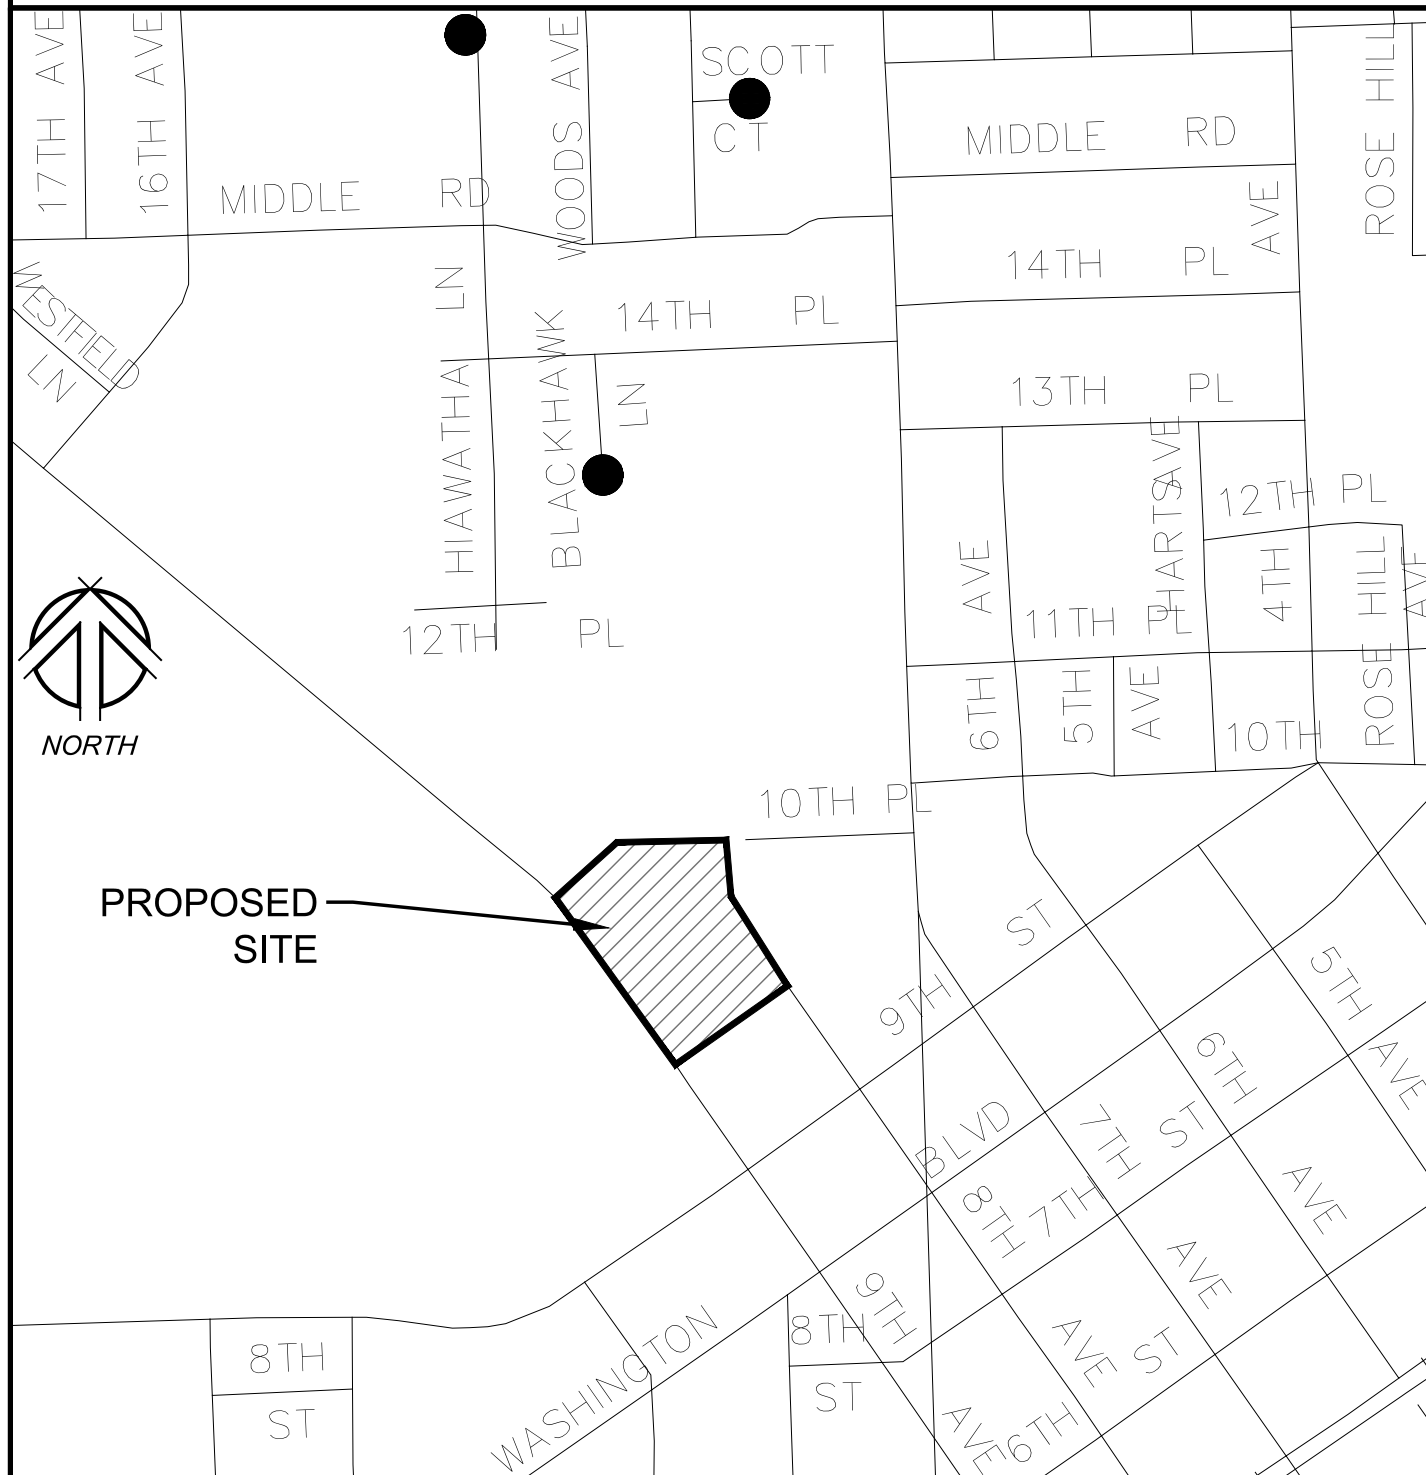 17TH AVE
16TH AVE
WOODS AVE
SCOTT
CT
MIDDLE RD
MIDDLE RD
ROSE HILL
AVE
WESTFIELD
LN
HIAWATHA LN
BLACKHAWK
LN
14TH PL
14TH PL
13TH PL
HARTS AVE
12TH PL
12TH PL
6TH AVE
11TH PL
5TH AVE
4TH
ROSE HILL
AVE
10TH
10TH PL
NORTH
PROPOSED
SITE
9TH ST
5TH AVE
6TH AVE
7TH AVE
7TH ST
8TH AVE
9TH AVE
WASHINGTON BLVD
8TH
ST
8TH
ST
6TH ST